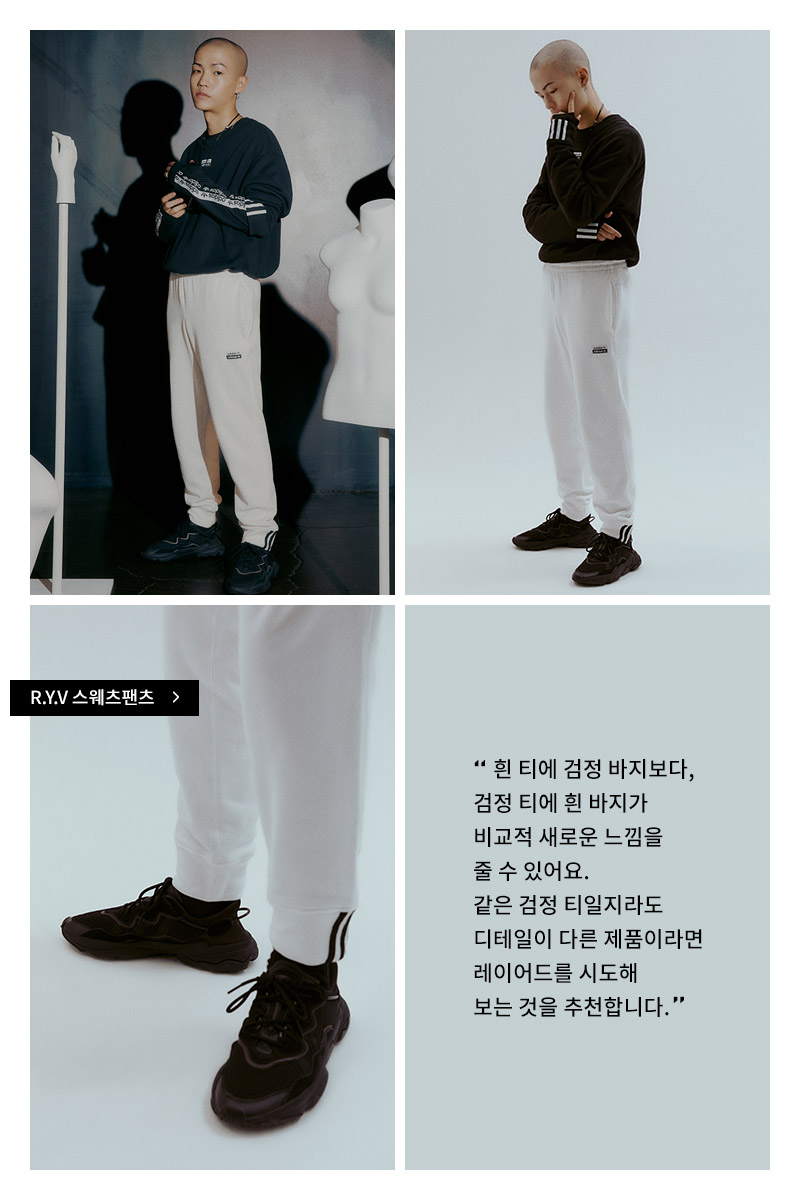 R.Y.V 스웨츠팬츠 >
“ 흰 티에 검정 바지보다,
검정 티에 흰 바지가
비교적 새로운 느낌을
줄 수 있어요.
같은 검정 티일지라도
디테일이 다른 제품이라면
레이어드를 시도해
보는 것을 추천합니다.”